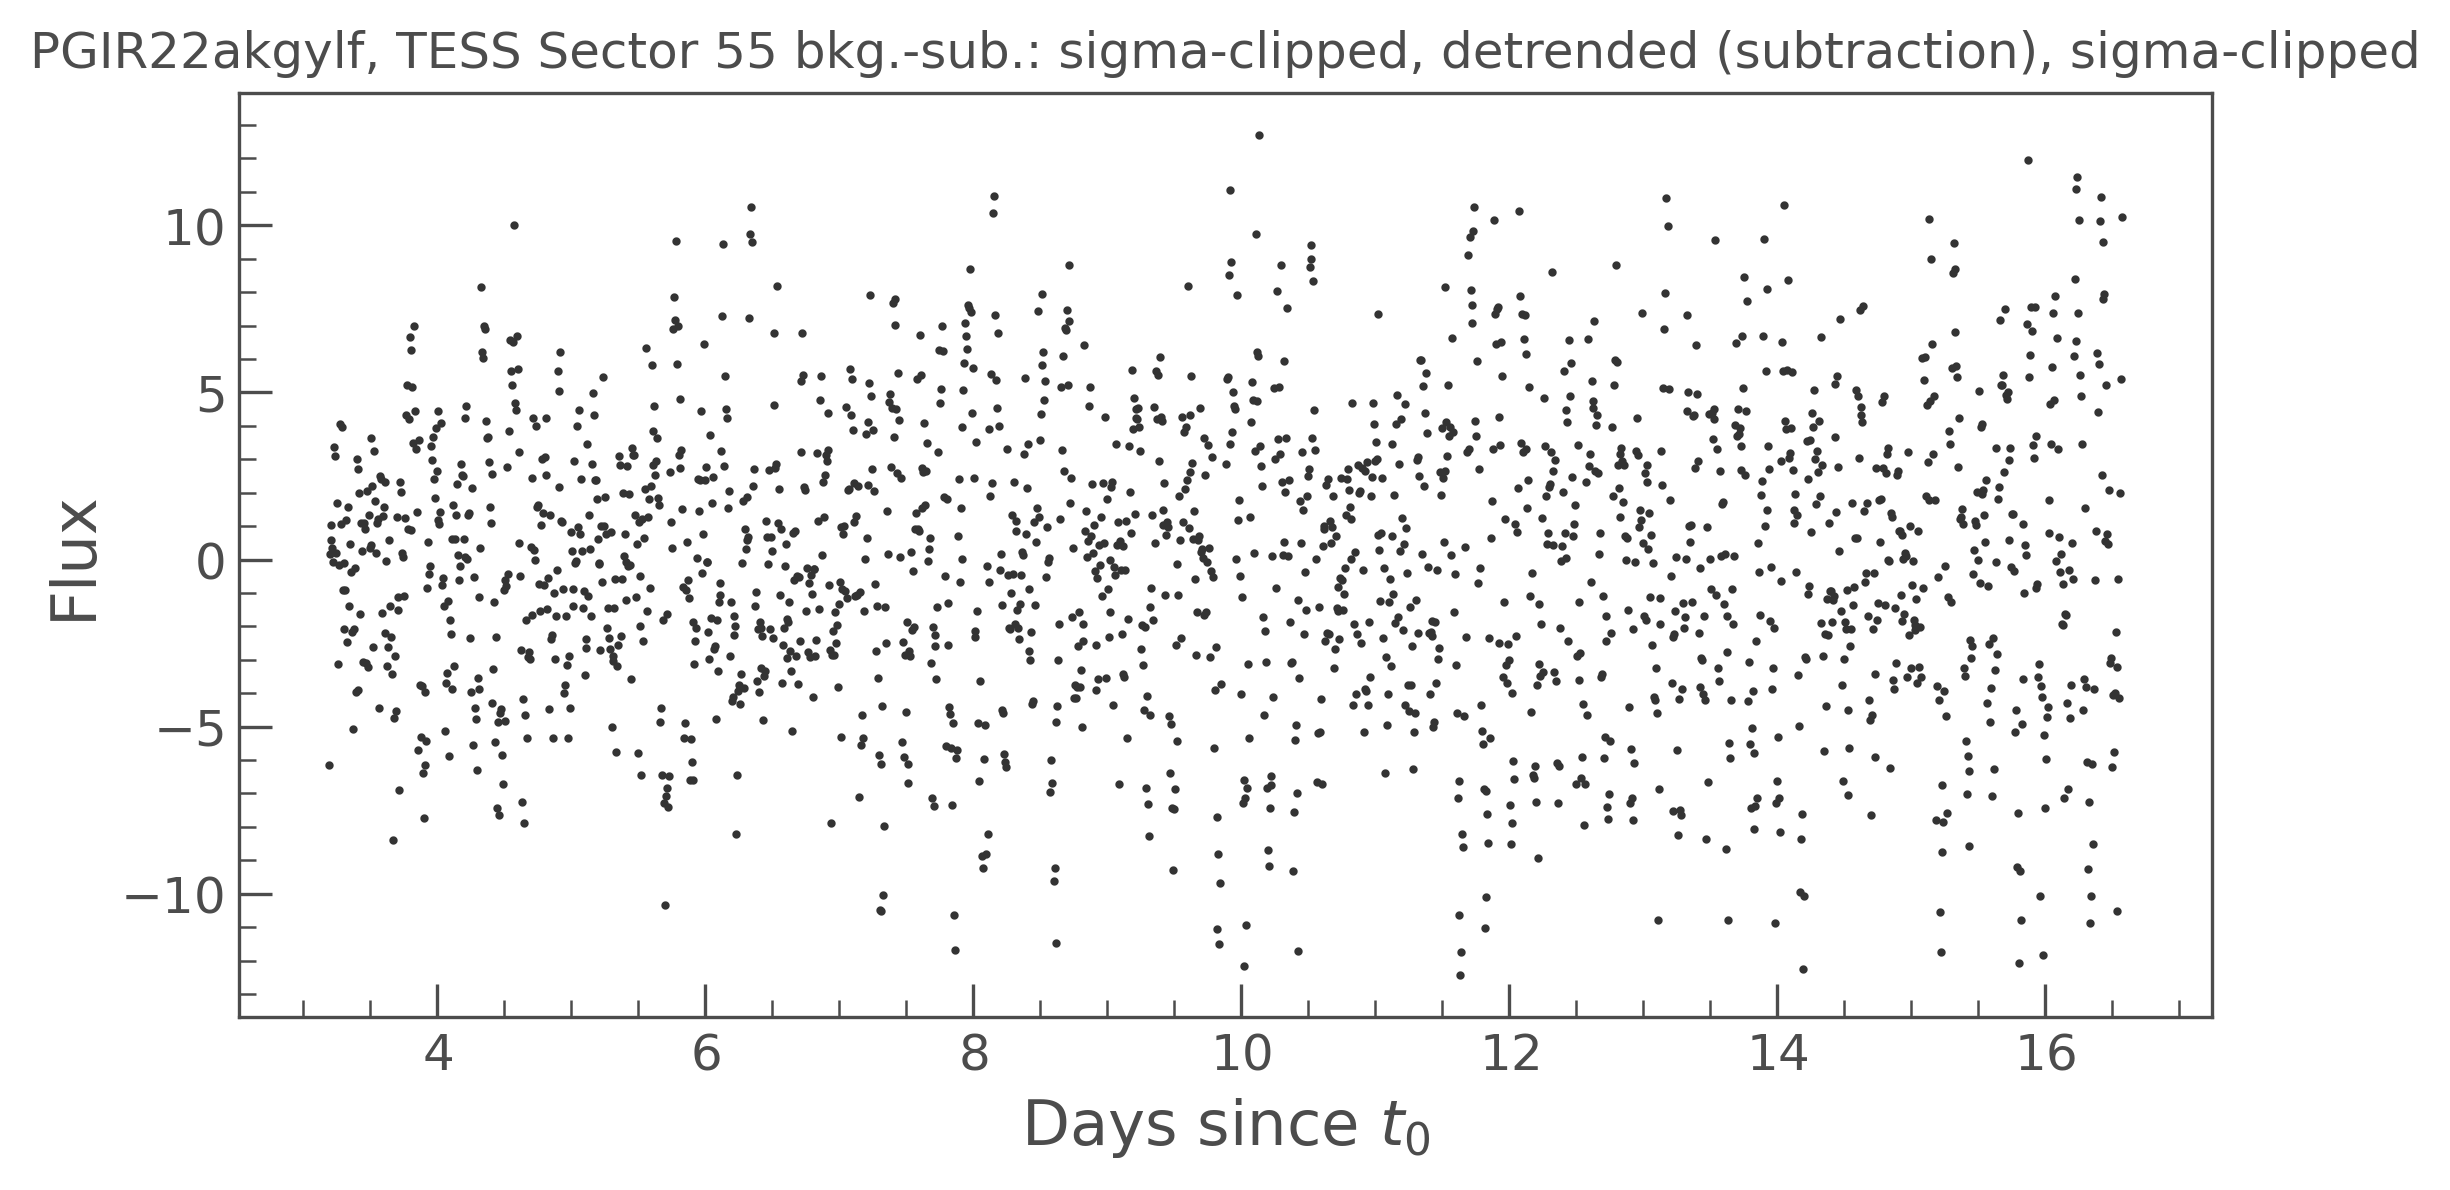 PGIR22akgylf, TESS Sector 55 bkg.-sub.: sigma-clipped, detrended (subtraction), sigma-clipped
10
5
0
−5
−10
Flux
4 6 8 10 12 14 16
Days since t₀